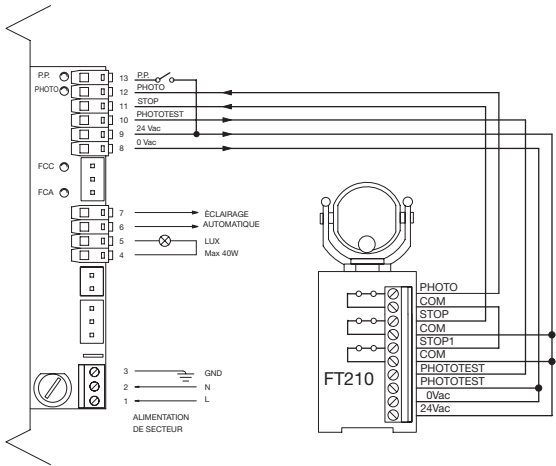 P.P. 13 P.P.
PHOTO 12 PHOTO
11 STOP
10 PHOTOTEST
9 24 Vac
8 0 Vac
FCC
FCA
7 ÉCLAIRAGE
6 AUTOMATIQUE
5 LUX
4 Max 40W
3 GND
2 N
1 L
ALIMENTATION
DE SECTEUR
FT210
PHOTO
COM
STOP
COM
STOP1
COM
PHOTOTEST
PHOTOTEST
0Vac
24Vac